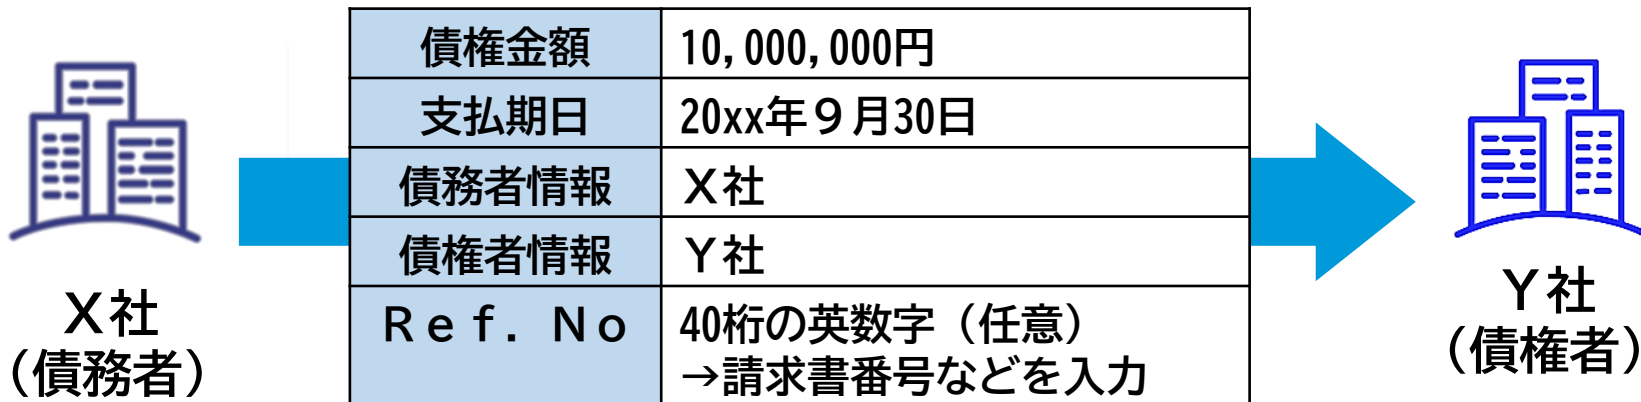 債権金額 10,000,000円
支払期日 20xx年９月30日
債務者情報 Ｘ社
債権者情報 Ｙ社
Ｒｅｆ．Ｎｏ 40桁の英数字（任意）
→請求書番号などを入力
Ｘ社
（債務者）
Ｙ社
（債権者）